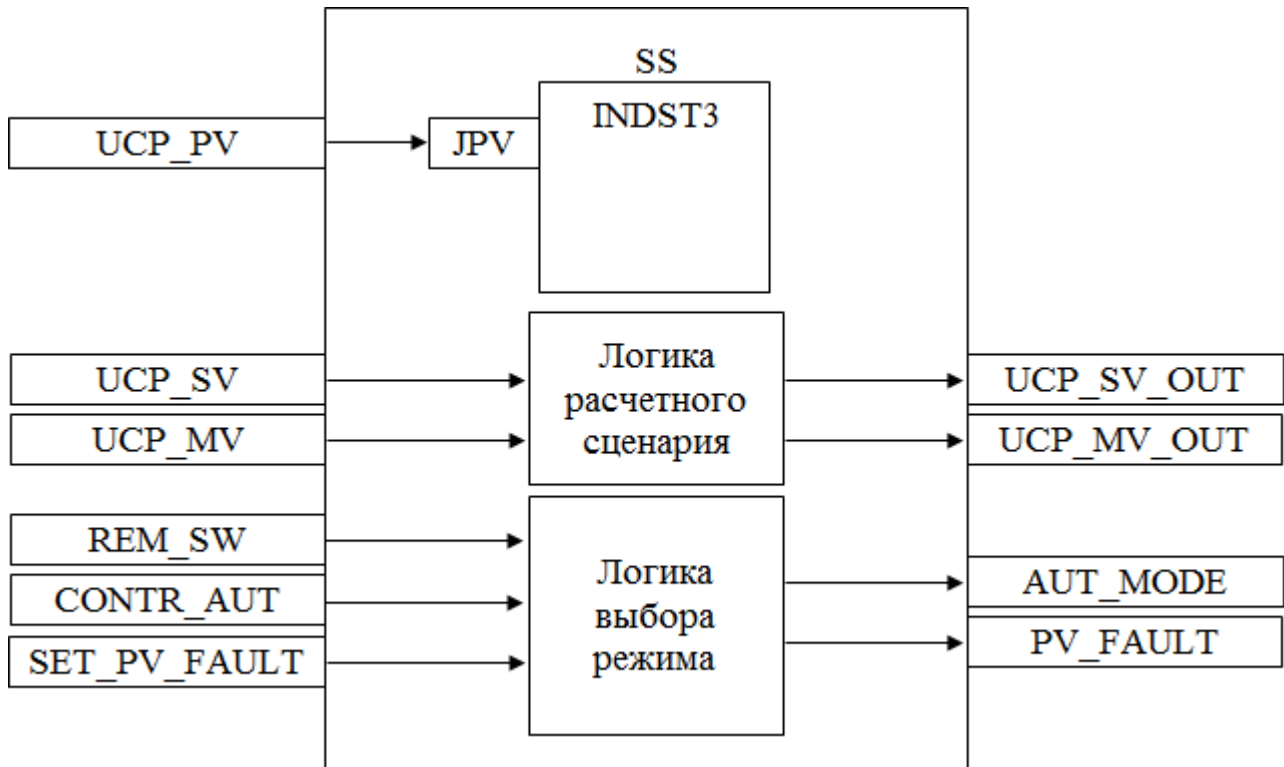 SS
INDST3
UCP_PV
JPV
UCP_SV
UCP_MV
Логика
расчетного
сценария
UCP_SV_OUT
UCP_MV_OUT
REM_SW
CONTR_AUT
SET_PV_FAULT
Логика
выбора
режима
AUT_MODE
PV_FAULT